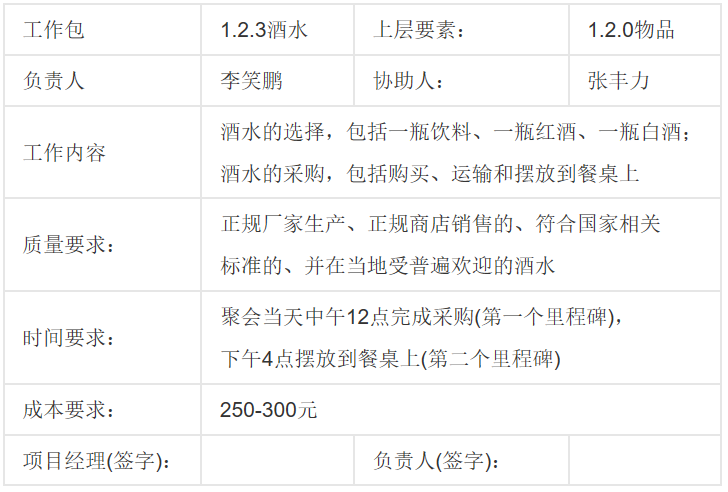 工作包 1.2.3酒水 上层要素： 1.2.0物品
负责人 李笑鹏 协助人： 张丰力
工作内容
酒水的选择，包括一瓶饮料、一瓶红酒、一瓶白酒；
酒水的采购，包括购买、运输和摆放到餐桌上
质量要求：
正规厂家生产、正规商店销售的、符合国家相关
标准的、并在当地受普遍欢迎的酒水
时间要求：
聚会当天中午12点完成采购(第一个里程碑)，
下午4点摆放到餐桌上(第二个里程碑)
成本要求： 250-300元
项目经理(签字)： 负责人(签字)：